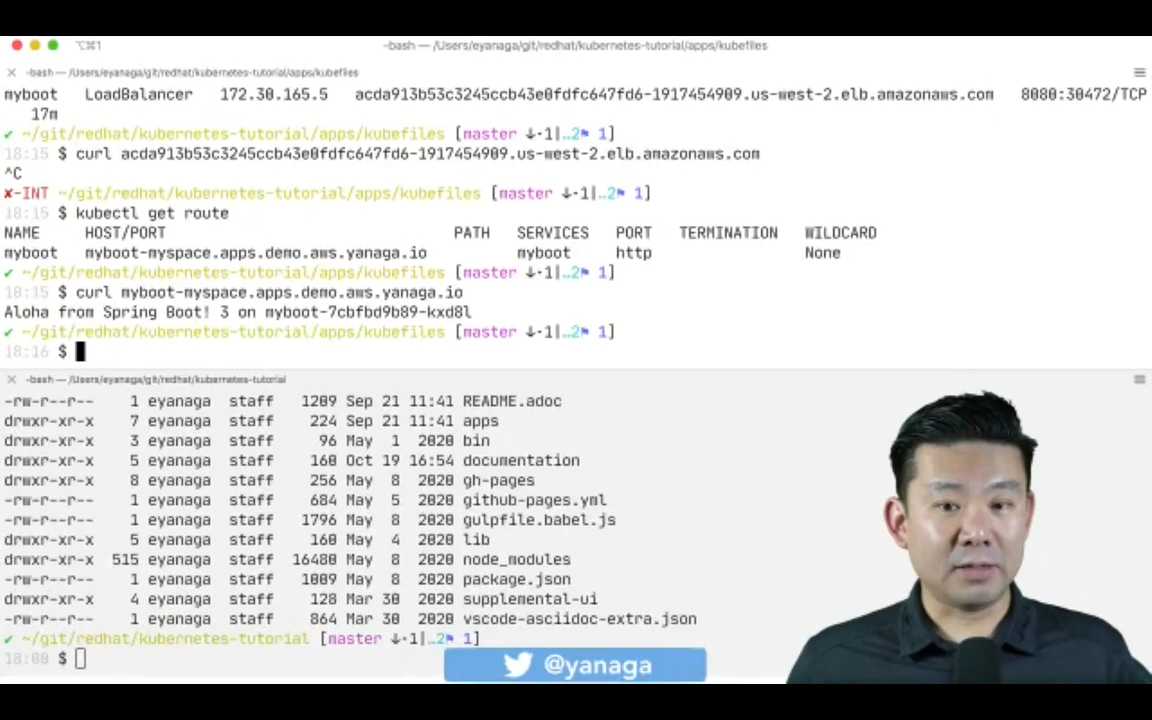 ⌥⌘1
-bash — /Users/eyanaga/git/redhat/kubernetes-tutorial/apps/kubefiles
-bash — /Users/eyanaga/git/redhat/kubernetes-tutorial/apps/kubefiles
myboot LoadBalancer 172.30.165.5 acda913b53c3245ccb43e0fdfc647fd6-1917454909.us-west-2.elb.amazonaws.com 8080:30472/TCP
17m
✔ ~/git/redhat/kubernetes-tutorial/apps/kubefiles [master ↓·1|…2⚑ 1]
18:15 $ curl acda913b53c3245ccb43e0fdfc647fd6-1917454909.us-west-2.elb.amazonaws.com
^C
✘-INT ~/git/redhat/kubernetes-tutorial/apps/kubefiles [master ↓·1|…2⚑ 1]
18:15 $ kubectl get route
NAME HOST/PORT PATH SERVICES PORT TERMINATION WILDCARD
myboot myboot-myspace.apps.demo.aws.yanaga.io myboot http None
✔ ~/git/redhat/kubernetes-tutorial/apps/kubefiles [master ↓·1|…2⚑ 1]
18:15 $ curl myboot-myspace.apps.demo.aws.yanaga.io
Aloha from Spring Boot! 3 on myboot-7cbfbd9b89-kxd8l
✔ ~/git/redhat/kubernetes-tutorial/apps/kubefiles [master ↓·1|…2⚑ 1]
18:16 $
-bash — /Users/eyanaga/git/redhat/kubernetes-tutorial
-rw-r--r-- 1 eyanaga staff 1209 Sep 21 11:41 README.adoc
drwxr-xr-x 7 eyanaga staff 224 Sep 21 11:41 apps
drwxr-xr-x 3 eyanaga staff 96 May 1 2020 bin
drwxr-xr-x 5 eyanaga staff 160 Oct 19 16:54 documentation
drwxr-xr-x 8 eyanaga staff 256 May 8 2020 gh-pages
-rw-r--r-- 1 eyanaga staff 684 May 5 2020 github-pages.yml
-rw-r--r-- 1 eyanaga staff 1796 May 8 2020 gulpfile.babel.js
drwxr-xr-x 5 eyanaga staff 160 May 4 2020 lib
drwxr-xr-x 515 eyanaga staff 16480 May 8 2020 node_modules
-rw-r--r-- 1 eyanaga staff 1009 May 8 2020 package.json
drwxr-xr-x 4 eyanaga staff 128 Mar 30 2020 supplemental-ui
-rw-r--r-- 1 eyanaga staff 864 Mar 30 2020 vscode-asciidoc-extra.json
✔ ~/git/redhat/kubernetes-tutorial [master ↓·1|…2⚑ 1]
18:00 $
@yanaga